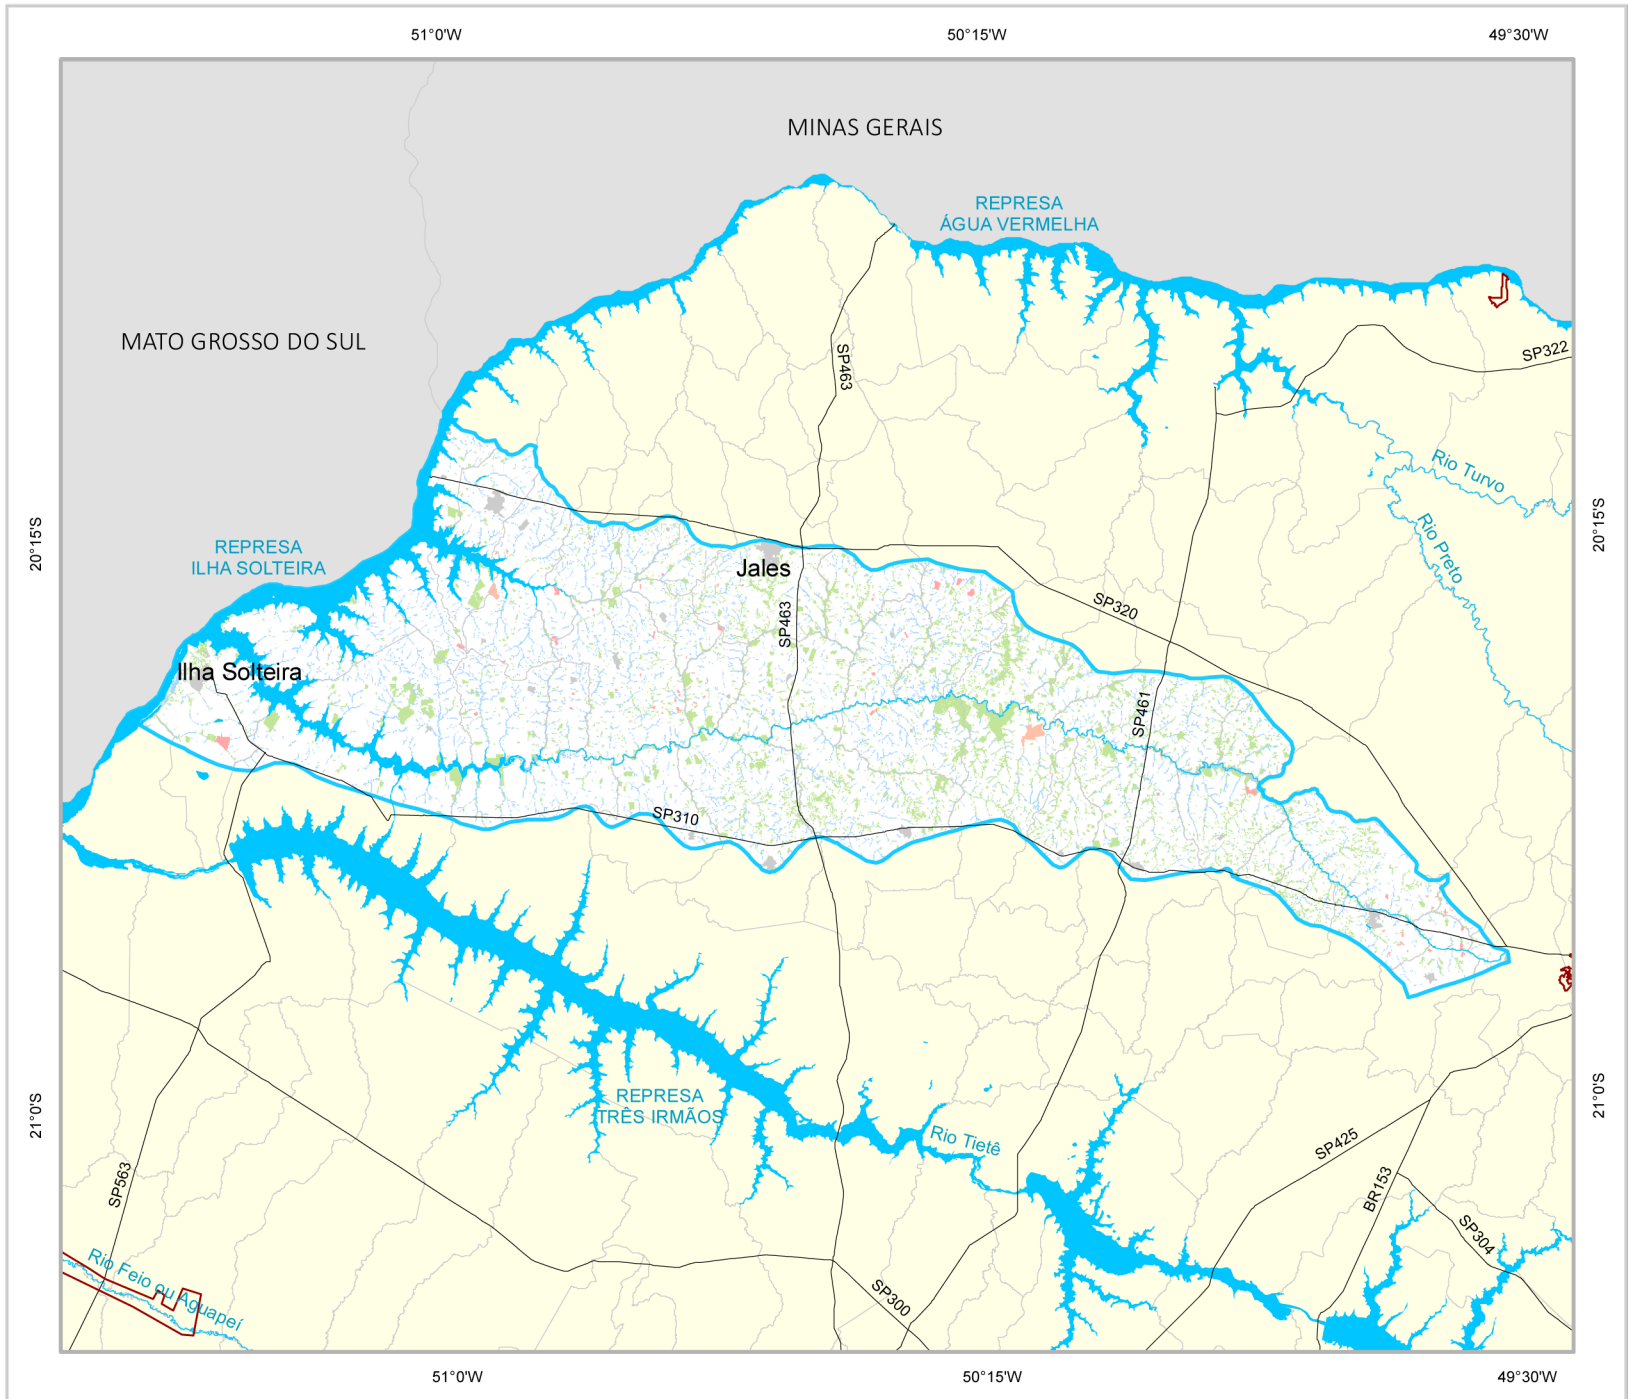 51°0'W
50°15'W
49°30'W
MINAS GERAIS
REPRESA
ÁGUA VERMELHA
MATO GROSSO DO SUL
SP463
SP322
Rio Turvo
20°15'S
20°15'S
Rio Preto
REPRESA
ILHA SOLTEIRA
Jales
SP320
SP463
Ilha Solteira
SP461
SP310
REPRESA
TRÊS IRMÃOS
21°0'S
21°0'S
Rio Tietê
SP425
SP563
BR153
SP304
Rio Feio ou Aguapeí
SP300
51°0'W
50°15'W
49°30'W